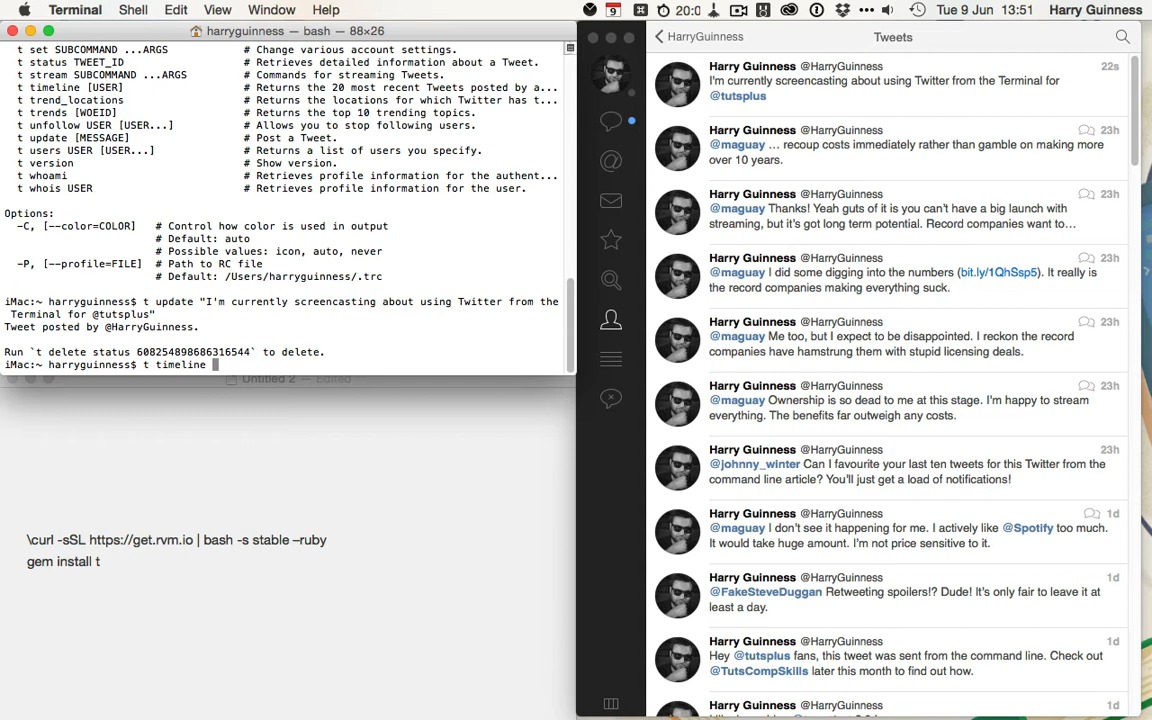 Terminal Shell Edit View Window Help 9 20:0 Tue 9 Jun 13:51 Harry Guinness
harryguinness — bash — 88×26
t set SUBCOMMAND ...ARGS # Change various account settings.
t status TWEET_ID # Retrieves detailed information about a Tweet.
t stream SUBCOMMAND ...ARGS # Commands for streaming Tweets.
t timeline [USER] # Returns the 20 most recent Tweets posted by a...
t trend_locations # Returns the locations for which Twitter has t...
t trends [WOEID] # Returns the top 10 trending topics.
t unfollow USER [USER...] # Allows you to stop following users.
t update [MESSAGE] # Post a Tweet.
t users USER [USER...] # Returns a list of users you specify.
t version # Show version.
t whoami # Retrieves profile information for the authent...
t whois USER # Retrieves profile information for the user.
Options:
-C, [--color=COLOR] # Control how color is used in output
# Default: auto
# Possible values: icon, auto, never
-P, [--profile=FILE] # Path to RC file
# Default: /Users/harryguinness/.trc
iMac:~ harryguinness$ t update "I'm currently screencasting about using Twitter from the
Terminal for @tutsplus"
Tweet posted by @HarryGuinness.
Run `t delete status 608254898686316544` to delete.
iMac:~ harryguinness$ t timeline
Untitled 2 — Edited
\curl -sSL https://get.rvm.io | bash -s stable –ruby
gem install t
HarryGuinness
Tweets
Harry Guinness @HarryGuinness 22s
I'm currently screencasting about using Twitter from the Terminal for
@tutsplus
Harry Guinness @HarryGuinness 23h
@maguay … recoup costs immediately rather than gamble on making more
over 10 years.
Harry Guinness @HarryGuinness 23h
@maguay Thanks! Yeah guts of it is you can't have a big launch with
streaming, but it's got long term potential. Record companies want to…
Harry Guinness @HarryGuinness 23h
@maguay I did some digging into the numbers (bit.ly/1QhSsp5). It really is
the record companies making everything suck.
Harry Guinness @HarryGuinness 23h
@maguay Me too, but I expect to be disappointed. I reckon the record
companies have hamstrung them with stupid licensing deals.
Harry Guinness @HarryGuinness 23h
@maguay Ownership is so dead to me at this stage. I'm happy to stream
everything. The benefits far outweigh any costs.
Harry Guinness @HarryGuinness 23h
@johnny_winter Can I favourite your last ten tweets for this Twitter from the
command line article? You'll just get a load of notifications!
Harry Guinness @HarryGuinness 1d
@maguay I don't see it happening for me. I actively like @Spotify too much.
It would take huge amount. I'm not price sensitive to it.
Harry Guinness @HarryGuinness 1d
@FakeSteveDuggan Retweeting spoilers!? Dude! It's only fair to leave it at
least a day.
Harry Guinness @HarryGuinness 1d
Hey @tutsplus fans, this tweet was sent from the command line. Check out
@TutsCompSkills later this month to find out how.
Harry Guinness @HarryGuinness 1d